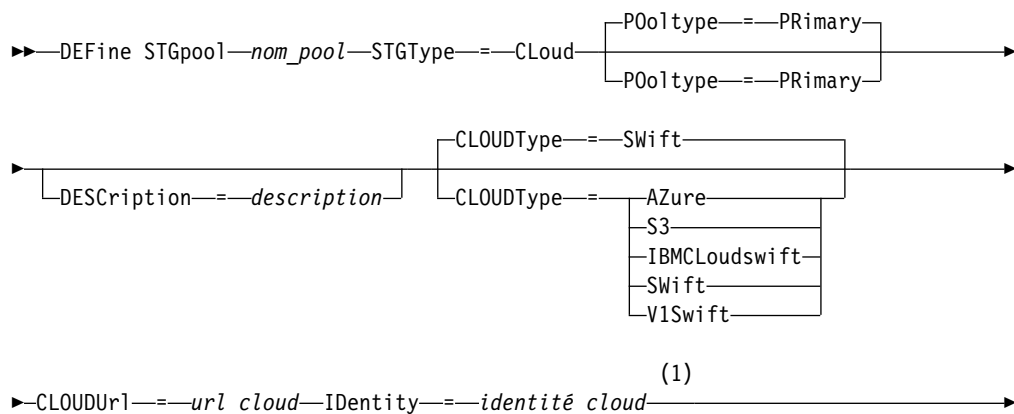 POoltype = PRimary
DEFine STGpool nom_pool STGType = CLoud
POoltype = PRimary
CLOUDType = SWift
DESCription = description
CLOUDType = AZure
S3
IBMCLoudswift
SWift
V1Swift
(1)
CLOUDUrl = url cloud IDentity = identité cloud